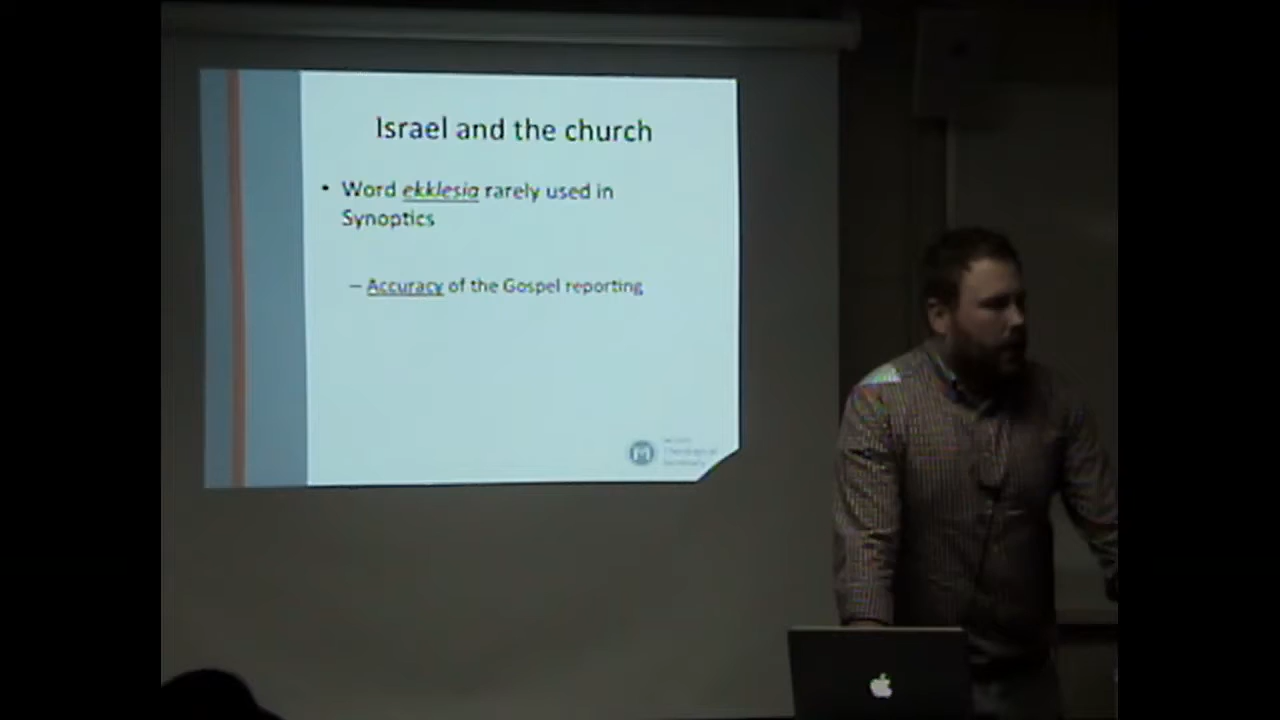 Israel and the church
• Word ekklesia rarely used in
Synoptics
– Accuracy of the Gospel reporting
M